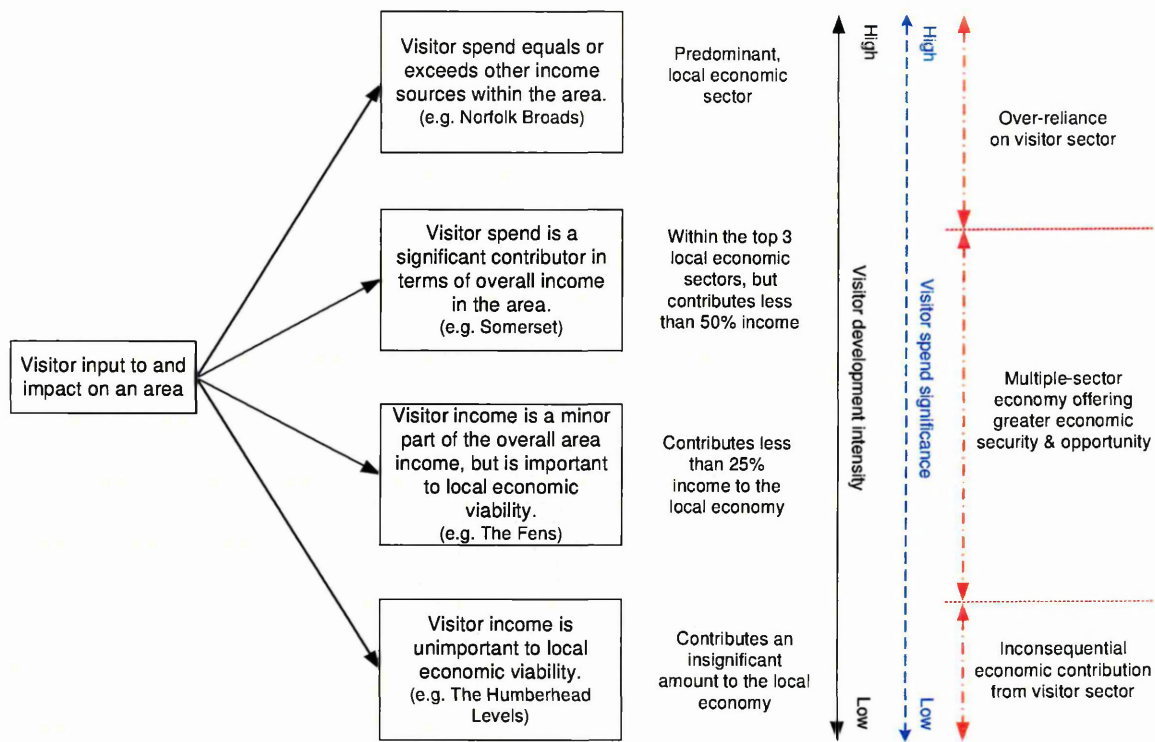 Visitor input to and
impact on an area
Visitor spend equals or
exceeds other income
sources within the area.
(e.g. Norfolk Broads)
Predominant,
local economic
sector
Visitor spend is a
significant contributor in
terms of overall income
in the area.
(e.g. Somerset)
Within the top 3
local economic
sectors, but
contributes less
than 50% income
Visitor income is a minor
part of the overall area
income, but is important
to local economic
viability.
(e.g. The Fens)
Contributes less
than 25%
income to the
local economy
Visitor income is
unimportant to local
economic viability.
(e.g. The Humberhead
Levels)
Contributes an
insignificant
amount to the local
economy
High
Visitor development intensity
Low
High
Visitor spend significance
Low
Over-reliance
on visitor sector
Multiple-sector
economy offering
greater economic
security & opportunity
Inconsequential
economic contribution
from visitor sector